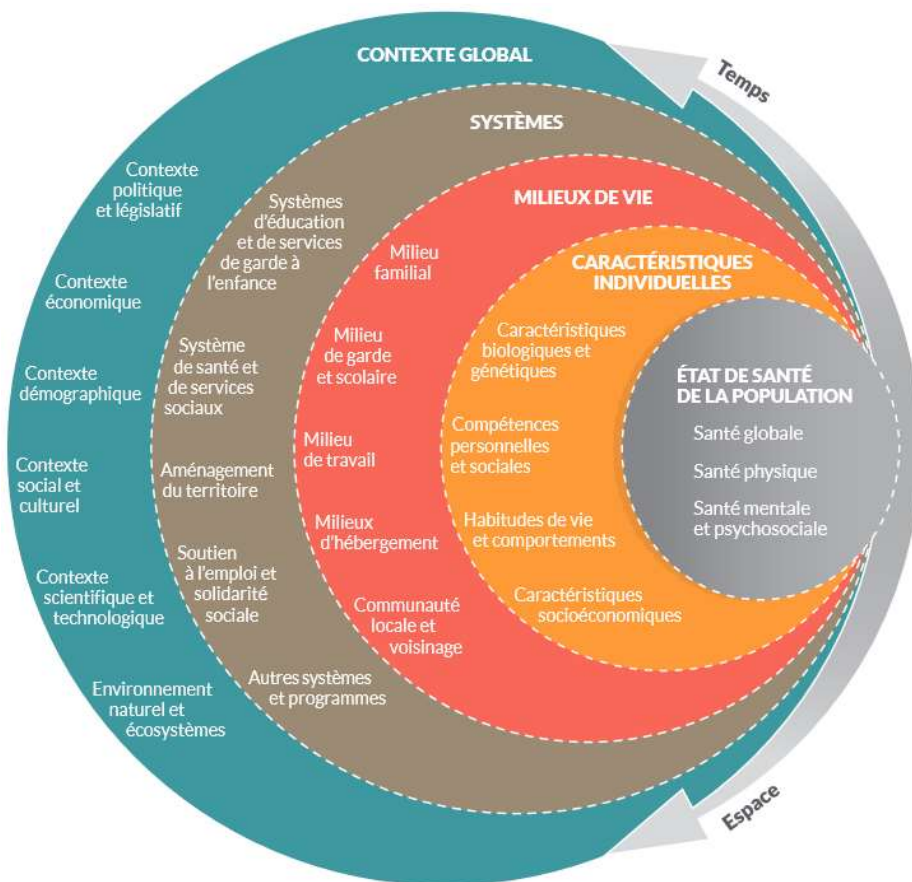 CONTEXTE GLOBAL
Temps
SYSTÈMES
MILIEUX DE VIE
CARACTÉRISTIQUES
INDIVIDUELLES
ÉTAT DE SANTÉ
DE LA POPULATION
Santé globale
Santé physique
Santé mentale
et psychosociale
Contexte
politique
et législatif
Contexte
économique
Contexte
démographique
Contexte
social et
culturel
Contexte
scientifique et
technologique
Environnement
naturel et
écosystèmes
Systèmes
d'éducation
et de services
de garde à
l'enfance
Système
de santé et
de services
sociaux
Aménagement
du territoire
Soutien
à l'emploi et
solidarité
sociale
Autres systèmes
et programmes
Milieu
familial
Milieu
de garde
et scolaire
Milieu
de travail
Milieux
d'hébergement
Communauté
locale et
voisinage
Caractéristiques
biologiques et
génétiques
Compétences
personnelles
et sociales
Habitudes de vie
et comportements
Caractéristiques
socioéconomiques
Espace